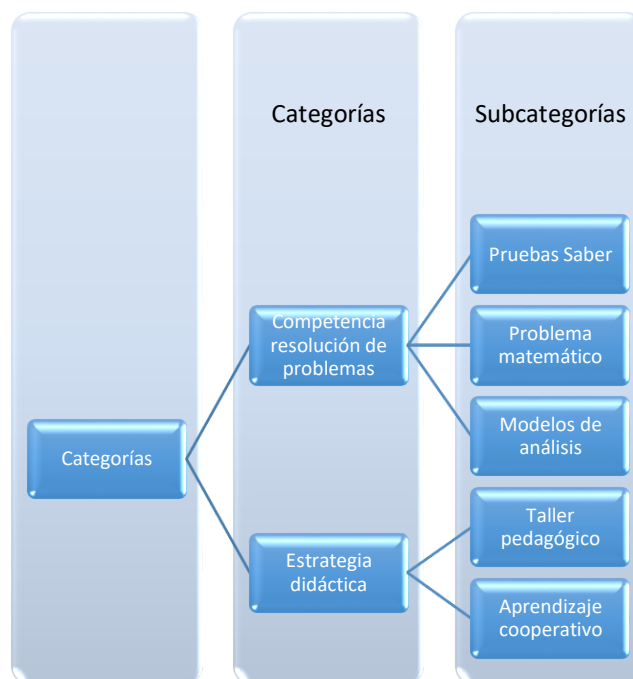 Categorías
Subcategorías
Categorías
Competencia
resolución de
problemas
Pruebas Saber
Problema
matemático
Modelos de
análisis
Estrategia
didáctica
Taller
pedagógico
Aprendizaje
cooperativo